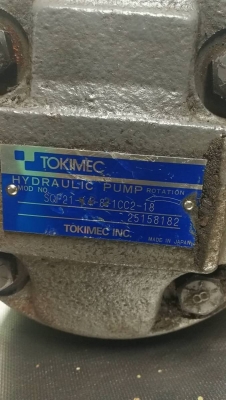 TOKIMEC
HYDRAULIC PUMP ROTATION
MOD NO.
25158182
TOKIMEC INC. MADE IN JAPAN